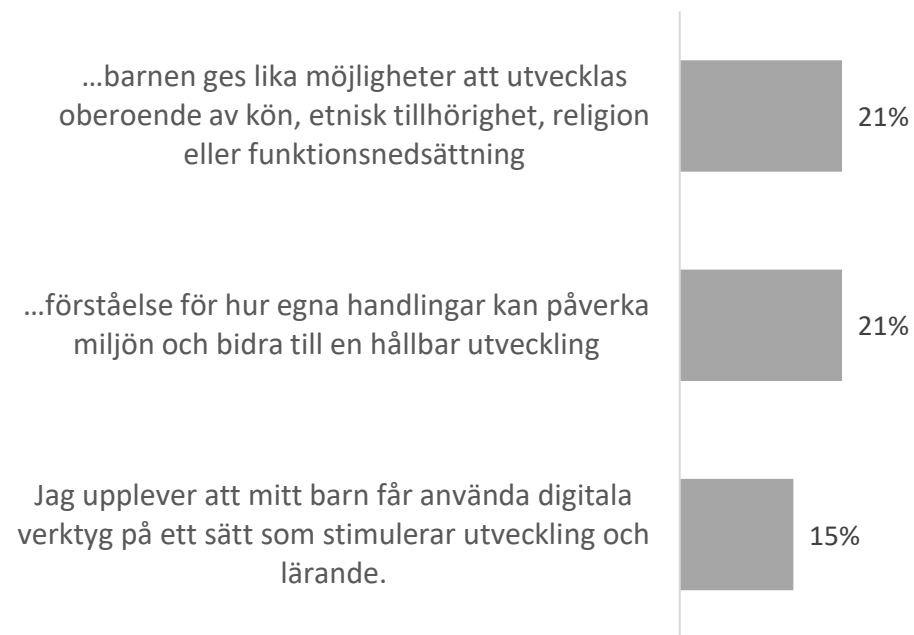 …barnen ges lika möjligheter att utvecklas
oberoende av kön, etnisk tillhörighet, religion
eller funktionsnedsättning
21%
…förståelse för hur egna handlingar kan påverka
miljön och bidra till en hållbar utveckling
21%
Jag upplever att mitt barn får använda digitala
verktyg på ett sätt som stimulerar utveckling och
lärande.
15%